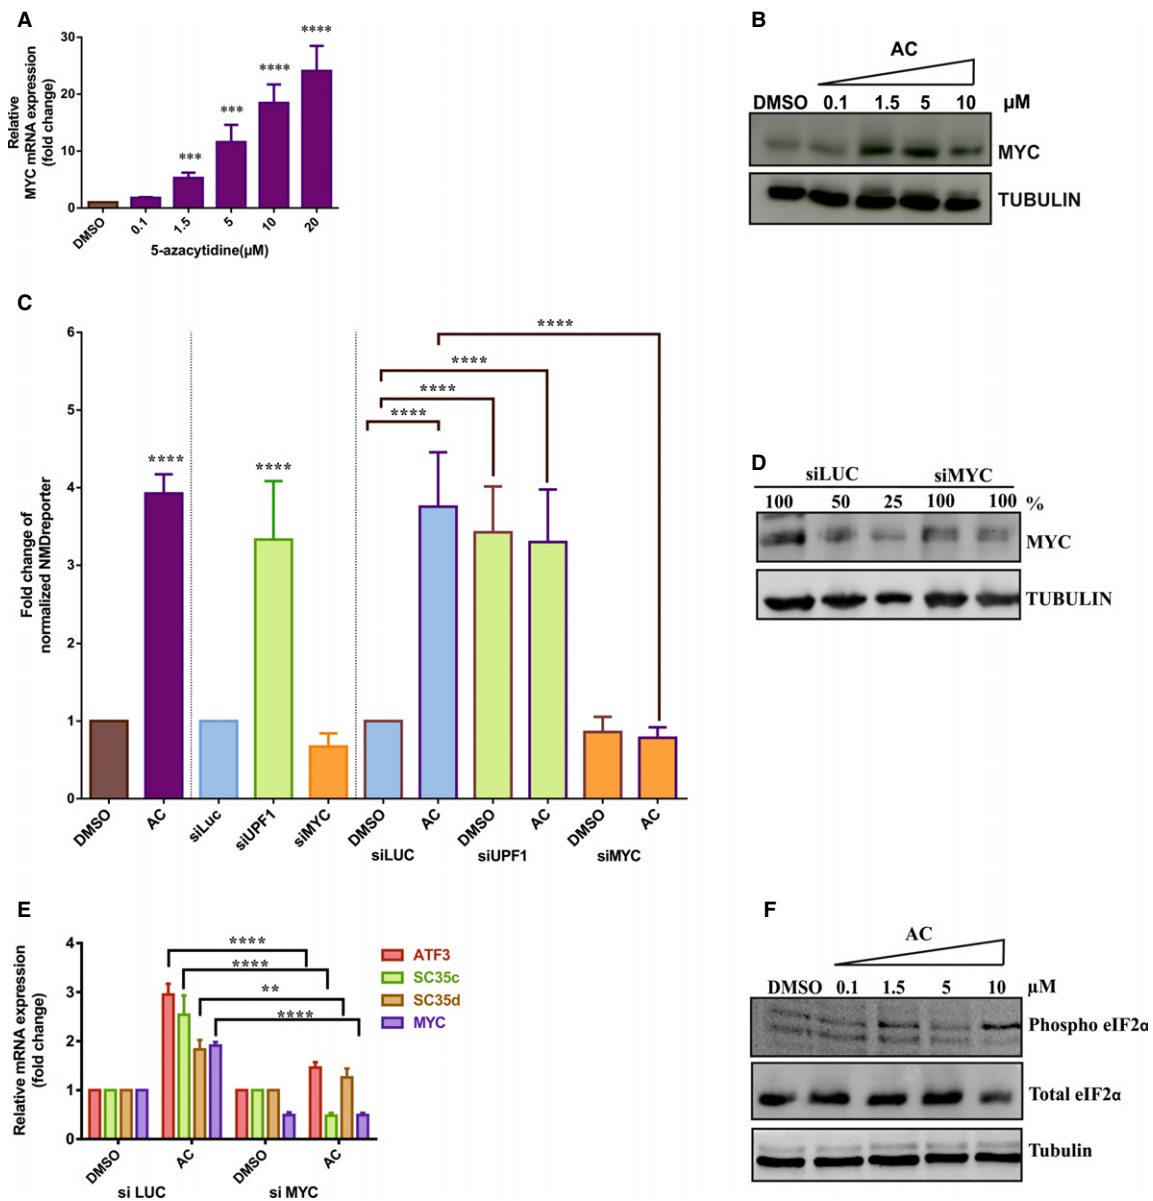 A
Relative
MYC mRNA expression
(fold change)
30
20
10
0
***
***
****
****
DMSO
0.1
1.5
5
10
20
5-azacytidine(µM)
B
AC
DMSO 0.1 1.5 5 10 µM
MYC
TUBULIN
C
Fold change of
normalized NMDreporter
6
5
4
3
2
1
0
****
****
****
****
****
****
DMSO
AC
siLuc
siUPF1
siMYC
DMSO
AC
DMSO
AC
DMSO
AC
siLUC
siUPF1
siMYC
D
siLUC siMYC
100 50 25 100 100 %
MYC
TUBULIN
E
Relative mRNA expression
(fold change)
4
3
2
1
0
****
****
**
****
ATF3
SC35c
SC35d
MYC
DMSO
AC
DMSO
AC
si LUC
si MYC
F
AC
DMSO 0.1 1.5 5 10 µM
Phospho eIF2α
Total eIF2α
Tubulin